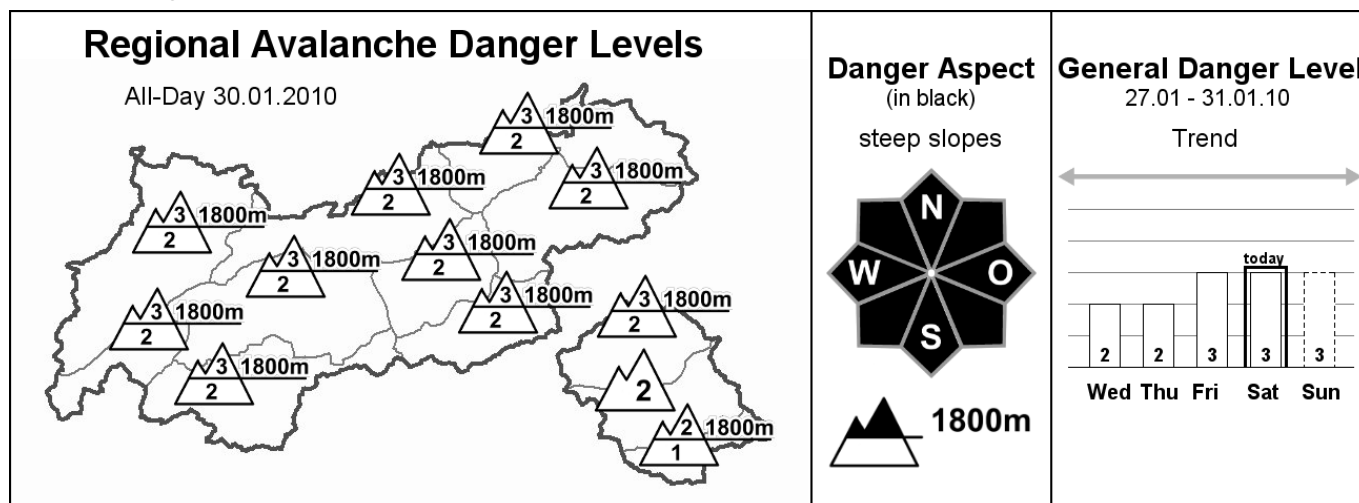 Regional Avalanche Danger Levels
All-Day 30.01.2010
3 1800m
2
3 1800m
2
3 1800m
2
3 1800m
2
3 1800m
2
3 1800m
2
3 1800m
2
3 1800m
2
3 1800m
2
3 1800m
2
2
2 1800m
1
Danger Aspect
(in black)
steep slopes
N
W O
S
1800m
General Danger Level
27.01 - 31.01.10
Trend
today
2 2 3 3 3
Wed Thu Fri Sat Sun